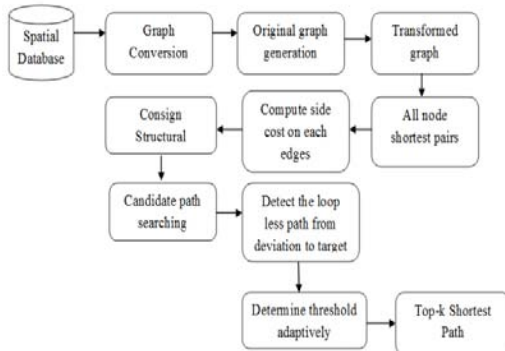 Spatial
Database
Graph
Conversion
Original graph
generation
Transformed
graph
All node
shortest pairs
Compute side
cost on each
edges
Consign
Structural
Candidate path
searching
Detect the loop
less path from
deviation to target
Determine threshold
adaptively
Top-k Shortest
Path